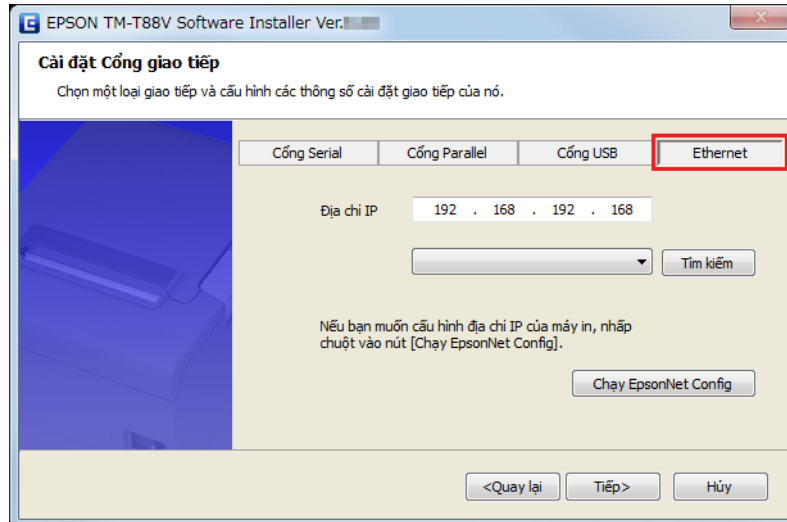 EPSON TM-T88V Software Installer Ver.
Cài đặt Cổng giao tiếp
Chọn một loại giao tiếp và cấu hình các thông số cài đặt giao tiếp của nó.
Cổng Serial
Cổng Parallel
Cổng USB
Ethernet
Địa chỉ IP
192 . 168 . 192 . 168
Tìm kiếm
Nếu bạn muốn cấu hình địa chỉ IP của máy in, nhấp
chuột vào nút [Chạy EpsonNet Config].
Chạy EpsonNet Config
<Quay lại
Tiếp>
Hủy